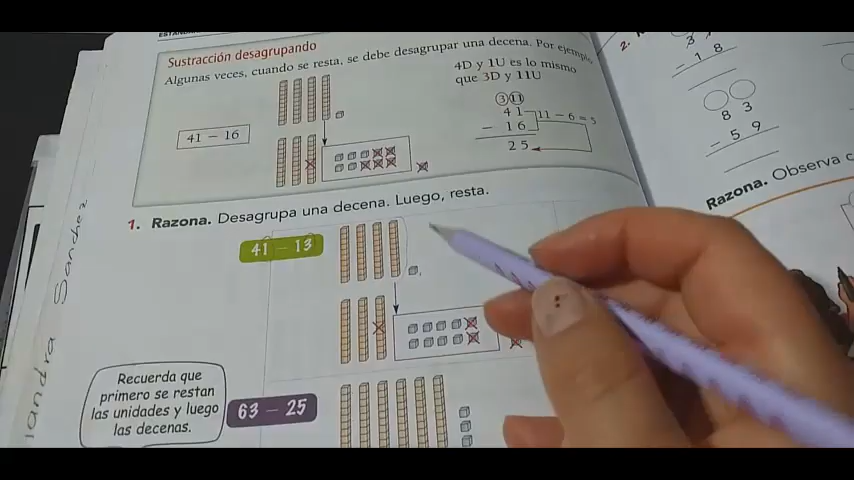 Sustracción desagrupando
Algunas veces, cuando se resta, se debe desagrupar una decena. Por ejemplo,
4D y 1U es lo mismo
que 3D y 11U
41 - 16
3 11
4 1
11 - 6 = 5
- 1 6
2 5
1. Razona. Desagrupa una decena. Luego, resta.
41 - 13
Recuerda que
primero se restan
las unidades y luego
las decenas.
63 - 25
Sanchez
2.
- 1 8
8 3
- 5 9
Razona. Observa